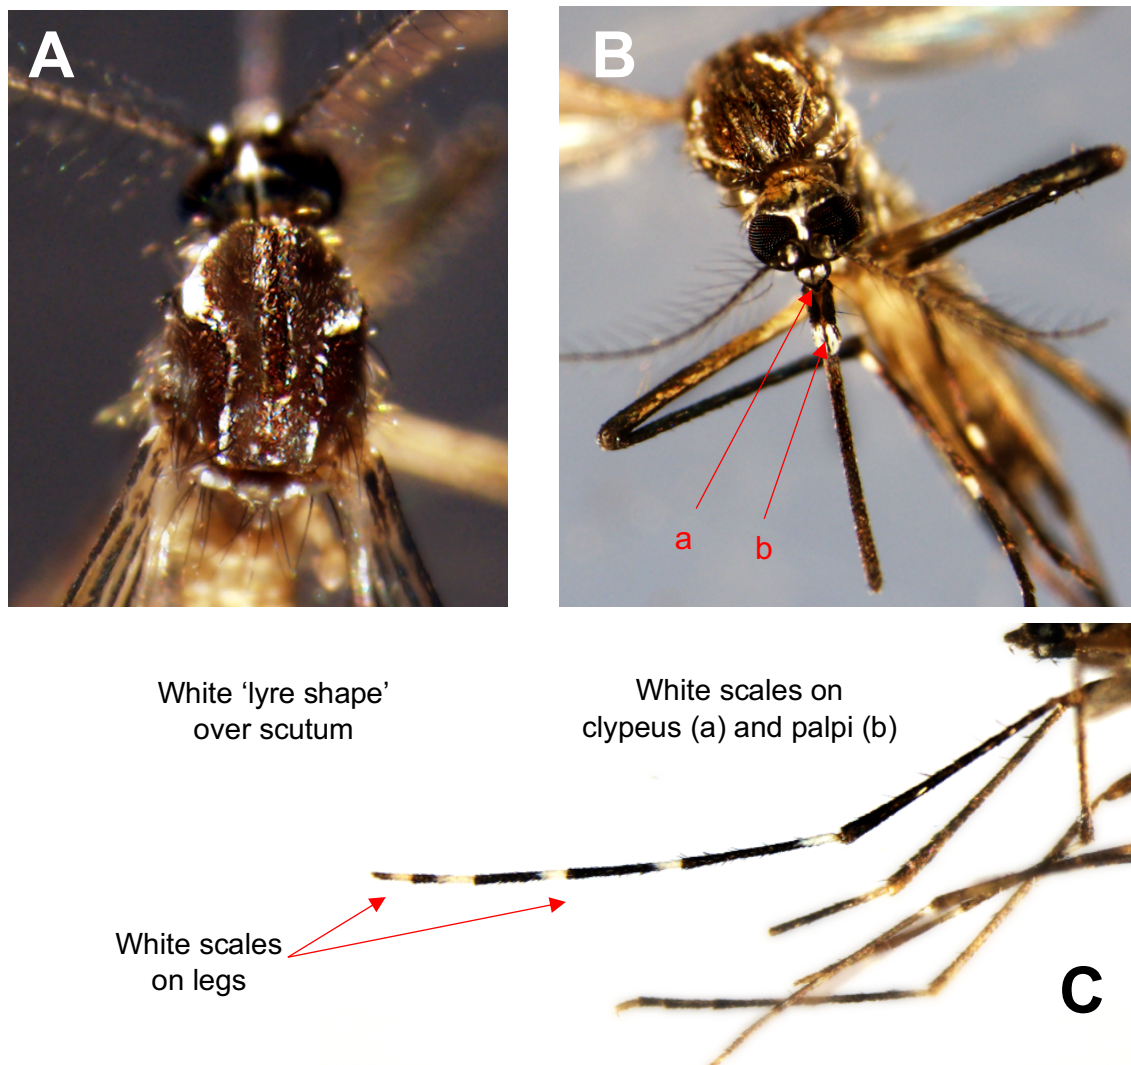 A
B
a
b
White ‘lyre shape’
over scutum
White scales on
clypeus (a) and palpi (b)
White scales
on legs
C